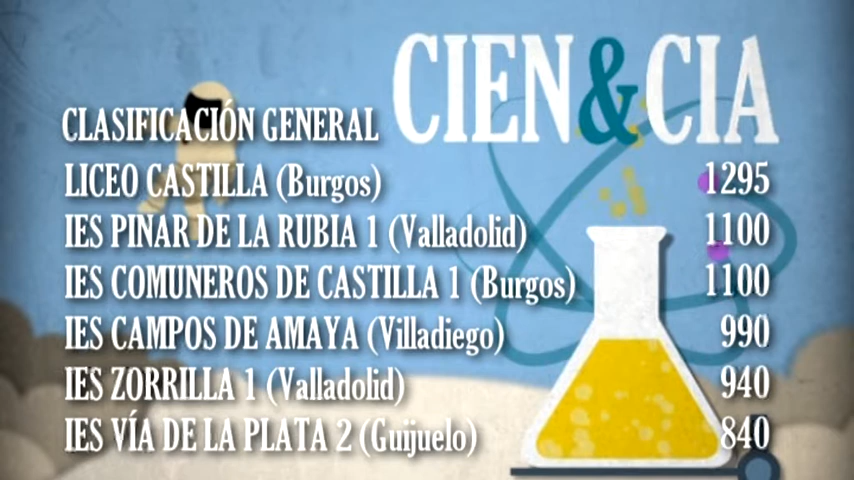 CIEN&CIA
CLASIFICACIÓN GENERAL
LICEO CASTILLA (Burgos) 1295
IES PINAR DE LA RUBIA 1 (Valladolid) 1100
IES COMUNEROS DE CASTILLA 1 (Burgos) 1100
IES CAMPOS DE AMAYA (Villadiego) 990
IES ZORRILLA 1 (Valladolid) 940
IES VÍA DE LA PLATA 2 (Guijuelo) 840